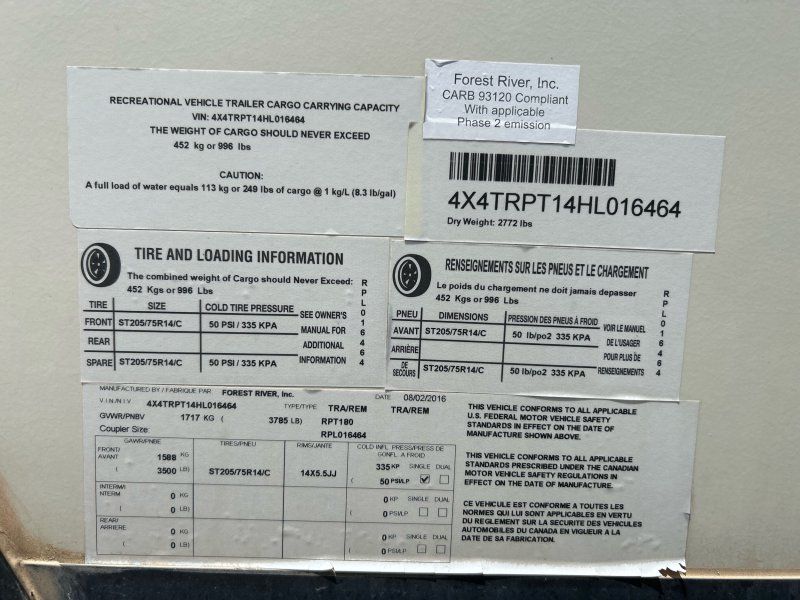 RECREATIONAL VEHICLE TRAILER CARGO CARRYING CAPACITY
VIN: 4X4TRPT14HL016464
THE WEIGHT OF CARGO SHOULD NEVER EXCEED
452 kg or 996 lbs
CAUTION:
A full load of water equals 113 kg or 249 lbs of cargo @ 1 kg/L (8.3 lb/gal)
Forest River, Inc.
CARB 93120 Compliant
With applicable
Phase 2 emission
4X4TRPT14HL016464
Dry Weight: 2772 lbs
TIRE AND LOADING INFORMATION
The combined weight of Cargo should Never Exceed:
452 Kgs or 996 Lbs
TIRE SIZE COLD TIRE PRESSURE SEE OWNER'S MANUAL FOR ADDITIONAL INFORMATION
FRONT ST205/75R14/C 50 PSI / 335 KPA
REAR
SPARE ST205/75R14/C 50 PSI / 335 KPA
RPL016464
RENSEIGNEMENTS SUR LES PNEUS ET LE CHARGEMENT
Le poids du chargement ne doit jamais depasser
452 Kgs or 996 Lbs
PNEU DIMENSIONS PRESSION DES PNEUS À FROID VOIR LE MANUEL DE L'USAGER POUR PLUS DE RENSEIGNEMENTS
AVANT ST205/75R14/C 50 lb/po2 335 KPA
ARRIÈRE
DE SECOURS ST205/75R14/C 50 lb/po2 335 KPA
RPL016464
MANUFACTURED BY / FABRIQUE PAR FOREST RIVER, Inc. DATE 08/02/2016
V.I.N/N.I.V 4X4TRPT14HL016464 TYPE/TYPE TRA/REM TRA/REM
GVWR/PNBV 1717 KG ( 3785 LB) RPT180
Coupler Size: RPL016464
GAWR/PNBE TIRES/PNEU RIMS/JANTE COLD INFL PRESS/PRESS DE GONFL A FROID
FRONT/ AVANT 1588 KG 335 KP SINGLE DUAL
( 3500 LB) ST205/75R14/C 14X5.5JJ ( 50 PSI/LP
INTERM/I NTERM 0 KG 0 KP SINGLE DUAL
( 0 LB) ( 0 PSI/LP
REAR/ ARRIERE 0 KG 0 KP SINGLE DUAL
( 0 LB) ( 0 PSI/LP
THIS VEHICLE CONFORMS TO ALL APPLICABLE
U.S. FEDERAL MOTOR VEHICLE SAFETY
STANDARDS IN EFFECT ON THE DATE OF
MANUFACTURE SHOWN ABOVE.
THIS VEHICLE CONFORMS TO ALL APPLICABLE
STANDARDS PRESCRIBED UNDER THE CANADIAN
MOTOR VEHICLE SAFETY REGULATIONS IN
EFFECT ON THE DATE OF MANUFACTURE.
CE VEHICULE EST CONFORME A TOUTES LES
NORMES QUI LUI SONT APPLICABLES EN VERTU
DU REGLEMENT SUR LA SECURITE DES VEHICULES
AUTOMOBILES DU CANADA EN VIGUEUR A LA
DATE DE SA FABRICATION.